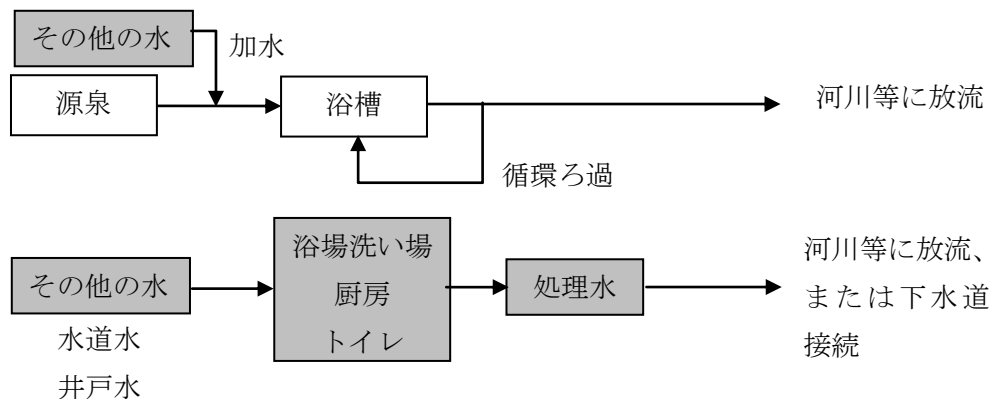 その他の水
加水
源泉
浴槽
河川等に放流
循環ろ過
その他の水
水道水
井戸水
浴場洗い場
厨房
トイレ
処理水
河川等に放流、
または下水道
接続